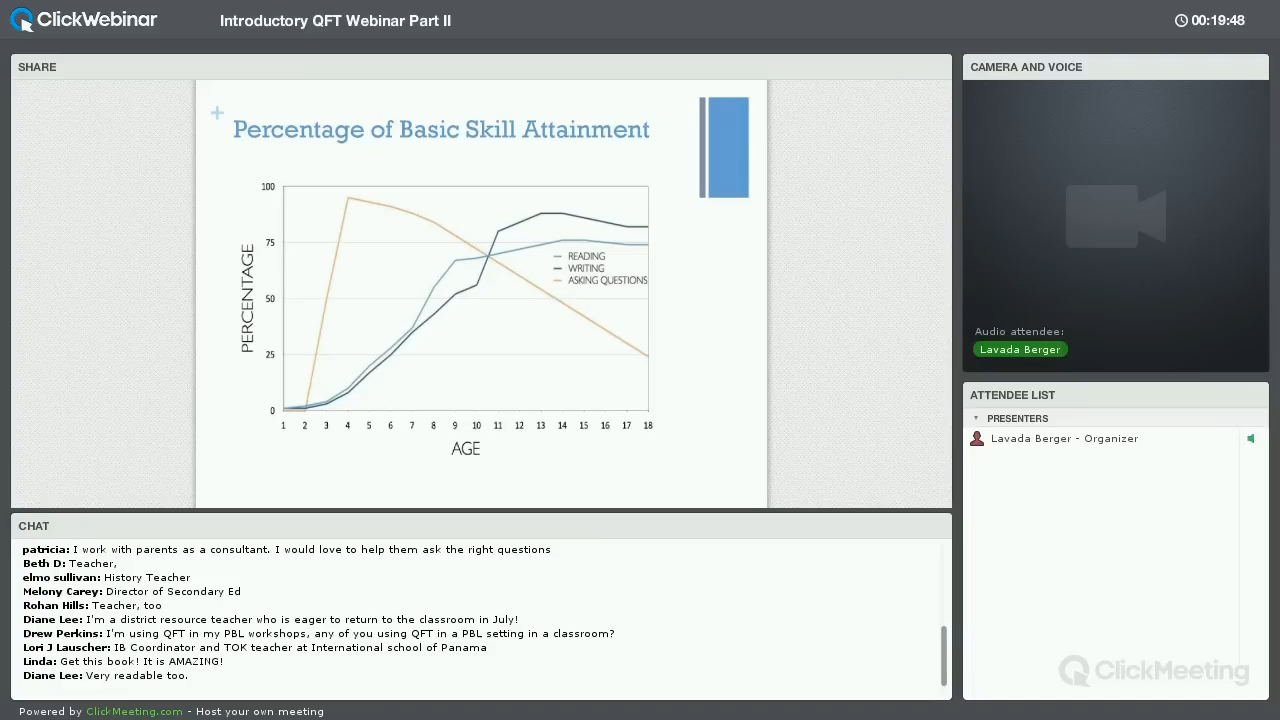 ClickWebinar
Introductory QFT Webinar Part II
00:19:48
SHARE
+
Percentage of Basic Skill Attainment
100
75
50
25
0
PERCENTAGE
READING
WRITING
ASKING QUESTIONS
1 2 3 4 5 6 7 8 9 10 11 12 13 14 15 16 17 18
AGE
CAMERA AND VOICE
Audio attendee:
Lavada Berger
ATTENDEE LIST
PRESENTERS
Lavada Berger - Organizer
ClickMeeting
CHAT
patricia: I work with parents as a consultant. I would love to help them ask the right questions
Beth D: Teacher,
elmo sullivan: History Teacher
Melony Carey: Director of Secondary Ed
Rohan Hills: Teacher, too
Diane Lee: I'm a district resource teacher who is eager to return to the classroom in July!
Drew Perkins: I'm using QFT in my PBL workshops, any of you using QFT in a PBL setting in a classroom?
Lori J Lauscher: IB Coordinator and TOK teacher at International school of Panama
Linda: Get this book! It is AMAZING!
Diane Lee: Very readable too.
Powered by ClickMeeting.com - Host your own meeting